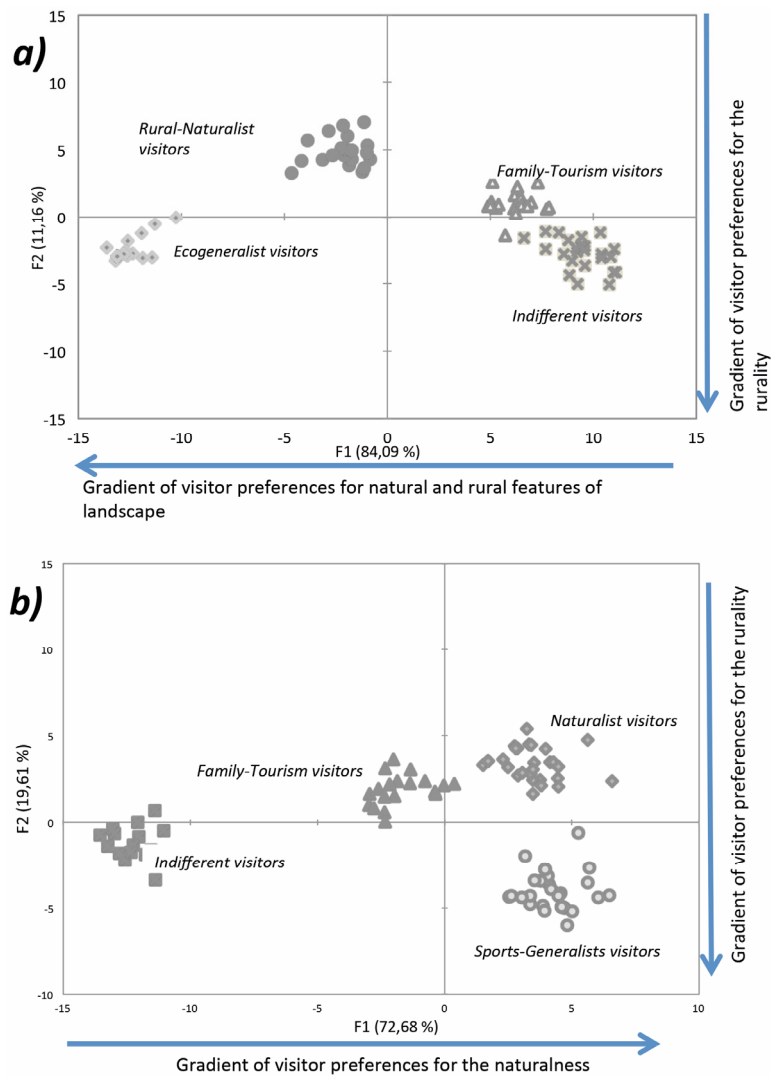 a)
15
10
5
0
-5
-10
-15
F2 (11,16 %)
Rural-Naturalist
visitors
Family-Tourism visitors
Ecogeneralist visitors
Indifferent visitors
-15
-10
-5
0
5
10
15
F1 (84,09 %)
Gradient of visitor preferences for natural and rural features of
landscape
Gradient of visitor preferences for the
rurality
b)
15
10
5
0
-5
-10
F2 (19,61 %)
Naturalist visitors
Family-Tourism visitors
Indifferent visitors
Sports-Generalists visitors
-15
-10
-5
0
5
10
F1 (72,68 %)
Gradient of visitor preferences for the naturalness
Gradient of visitor preferences for the rurality